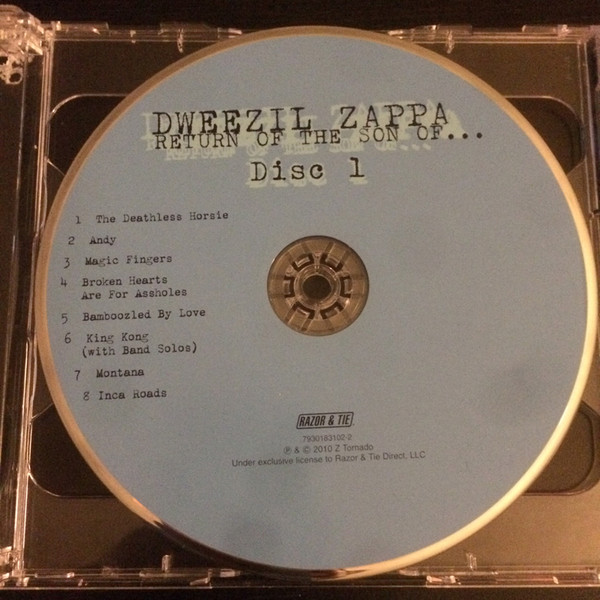 DWEEZIL ZAPPA
RETURN OF THE SON OF...
Disc 1
1 The Deathless Horsie
2 Andy
3 Magic Fingers
4 Broken Hearts
Are For Assholes
5 Bamboozled By Love
6 King Kong
(with Band Solos)
7 Montana
8 Inca Roads
RAZOR & TIE
7930183102-2
℗ & © 2010 Z Tornado
Under exclusive license to Razor & Tie Direct, LLC